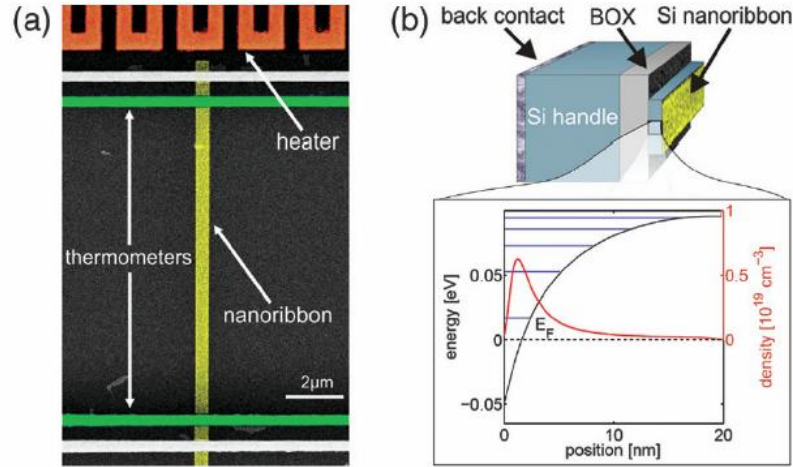 (a)
heater
thermometers
nanoribbon
2μm
(b)
back contact
BOX
Si nanoribbon
Si handle
energy [eV]
0.05
0
−0.05
E_F
1
0.5
0
density [10^19 cm^-3]
0
10
20
position [nm]